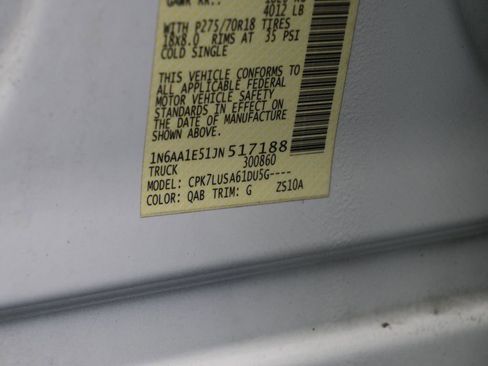 GAWR RR:
4012 LB
WITH P275/70R18 TIRES
18x8.0 RIMS AT 35 PSI
COLD SINGLE
THIS VEHICLE CONFORMS TO
ALL APPLICABLE FEDERAL
MOTOR VEHICLE SAFETY
STANDARDS IN EFFECT ON
THE DATE OF MANUFACTURE
SHOWN ABOVE.
1N6AA1E51JN517188
TRUCK 300860
MODEL: CPK7LUSA61DU5G----
COLOR: QAB TRIM: G ZS10A